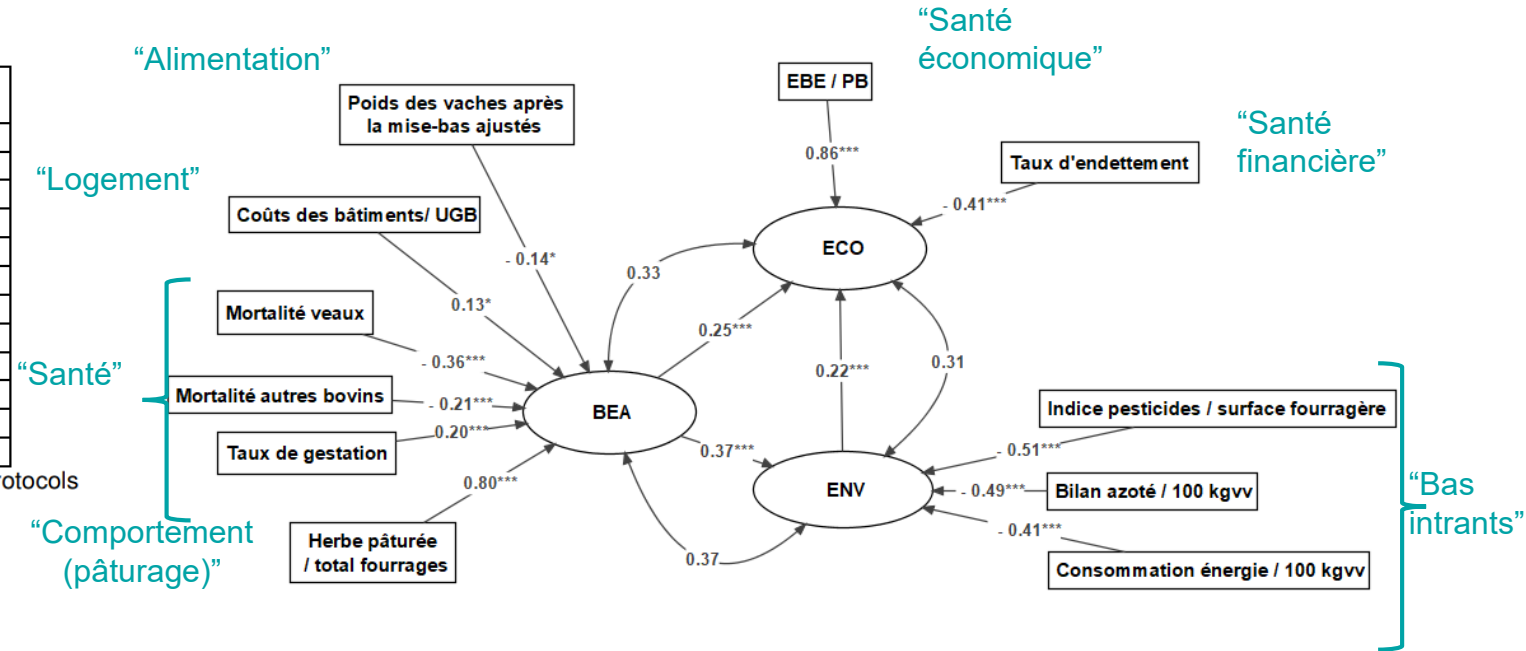 “Santé
économique”
“Alimentation”
EBE / PB
Poids des vaches après
la mise-bas ajustés
“Santé
financière”
0.86***
Taux d'endettement
“Logement”
- 0.41***
Coûts des bâtiments/ UGB
ECO
- 0.14*
0.33
0.13*
Mortalité veaux
0.25***
- 0.36***
0.31
“Santé”
0.22***
Mortalité autres bovins
- 0.21***
BEA
Indice pesticides / surface fourragère
0.20***
Taux de gestation
0.37***
- 0.51***
otocols
0.80***
ENV
- 0.49***
Bilan azoté / 100 kgvv
“Bas
intrants”
“Comportement
(pâturage)”
Herbe pâturée
/ total fourrages
- 0.41***
0.37
Consommation énergie / 100 kgvv